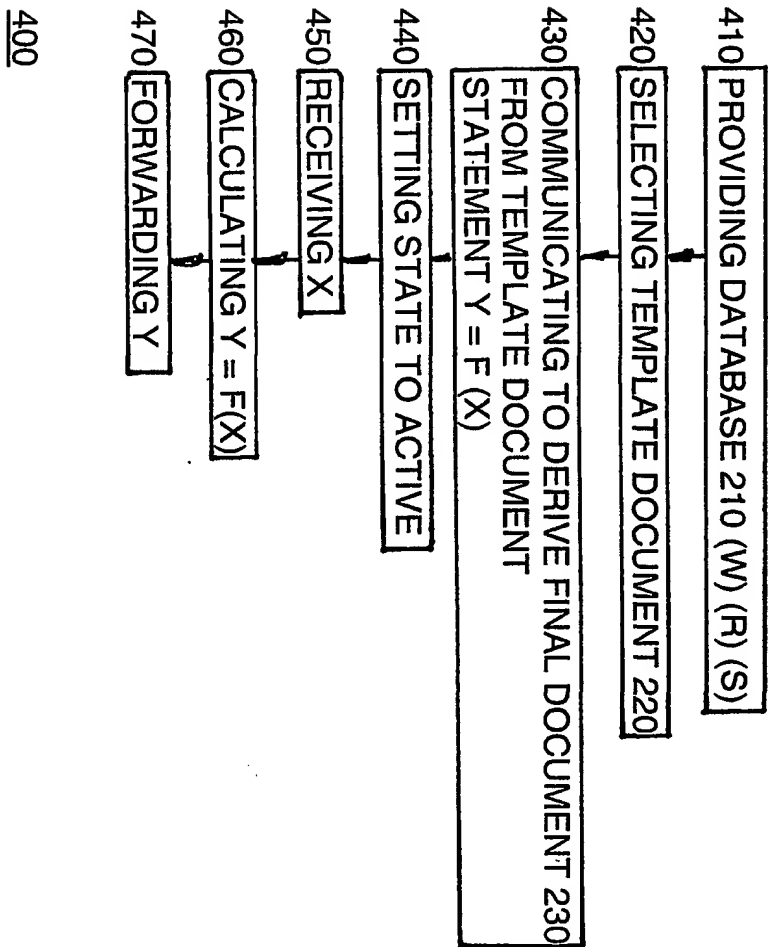 410 PROVIDING DATABASE 210 (W) (R) (S)
420 SELECTING TEMPLATE DOCUMENT 220
430 COMMUNICATING TO DERIVE FINAL DOCUMENT 230
FROM TEMPLATE DOCUMENT
STATEMENT Y = F (X)
440 SETTING STATE TO ACTIVE
450 RECEIVING X
460 CALCULATING Y = F(X)
470 FORWARDING Y
400